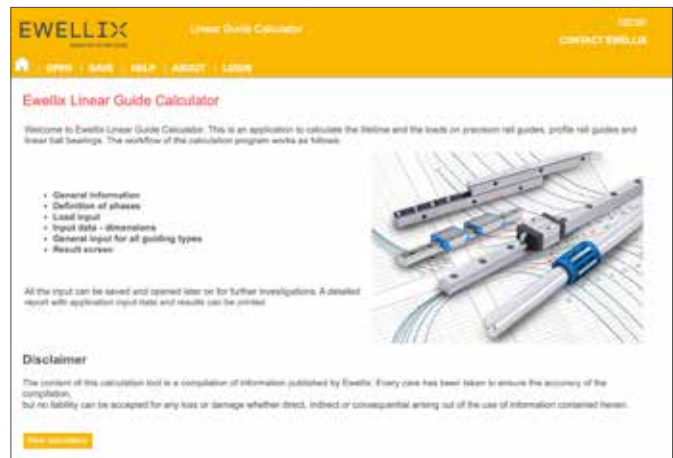 EWELLIX
Linear Guide Calculator
CONTACT EWELLIX
OPEN | SAVE | HELP | ABOUT | LOGIN
Ewellix Linear Guide Calculator
Welcome to Ewellix Linear Guide Calculator. This is an application to calculate the lifetime and the loads on precision rail guides, profile rail guides and
linear ball bearings. The workflow of the calculation program works as follows:
• General information
• Definition of phases
• Load input
• Input data - dimensions
• General input for all guiding types
• Result screen
All the input can be saved and opened later on for further investigations. A detailed
report with application input data and results can be printed
Disclaimer
The content of this calculation tool is a compilation of information published by Ewellix. Every care has been taken to ensure the accuracy of the
compilation,
but no liability can be accepted for any loss or damage whether direct, indirect or consequential arising out of the use of information contained herein.
New calculation